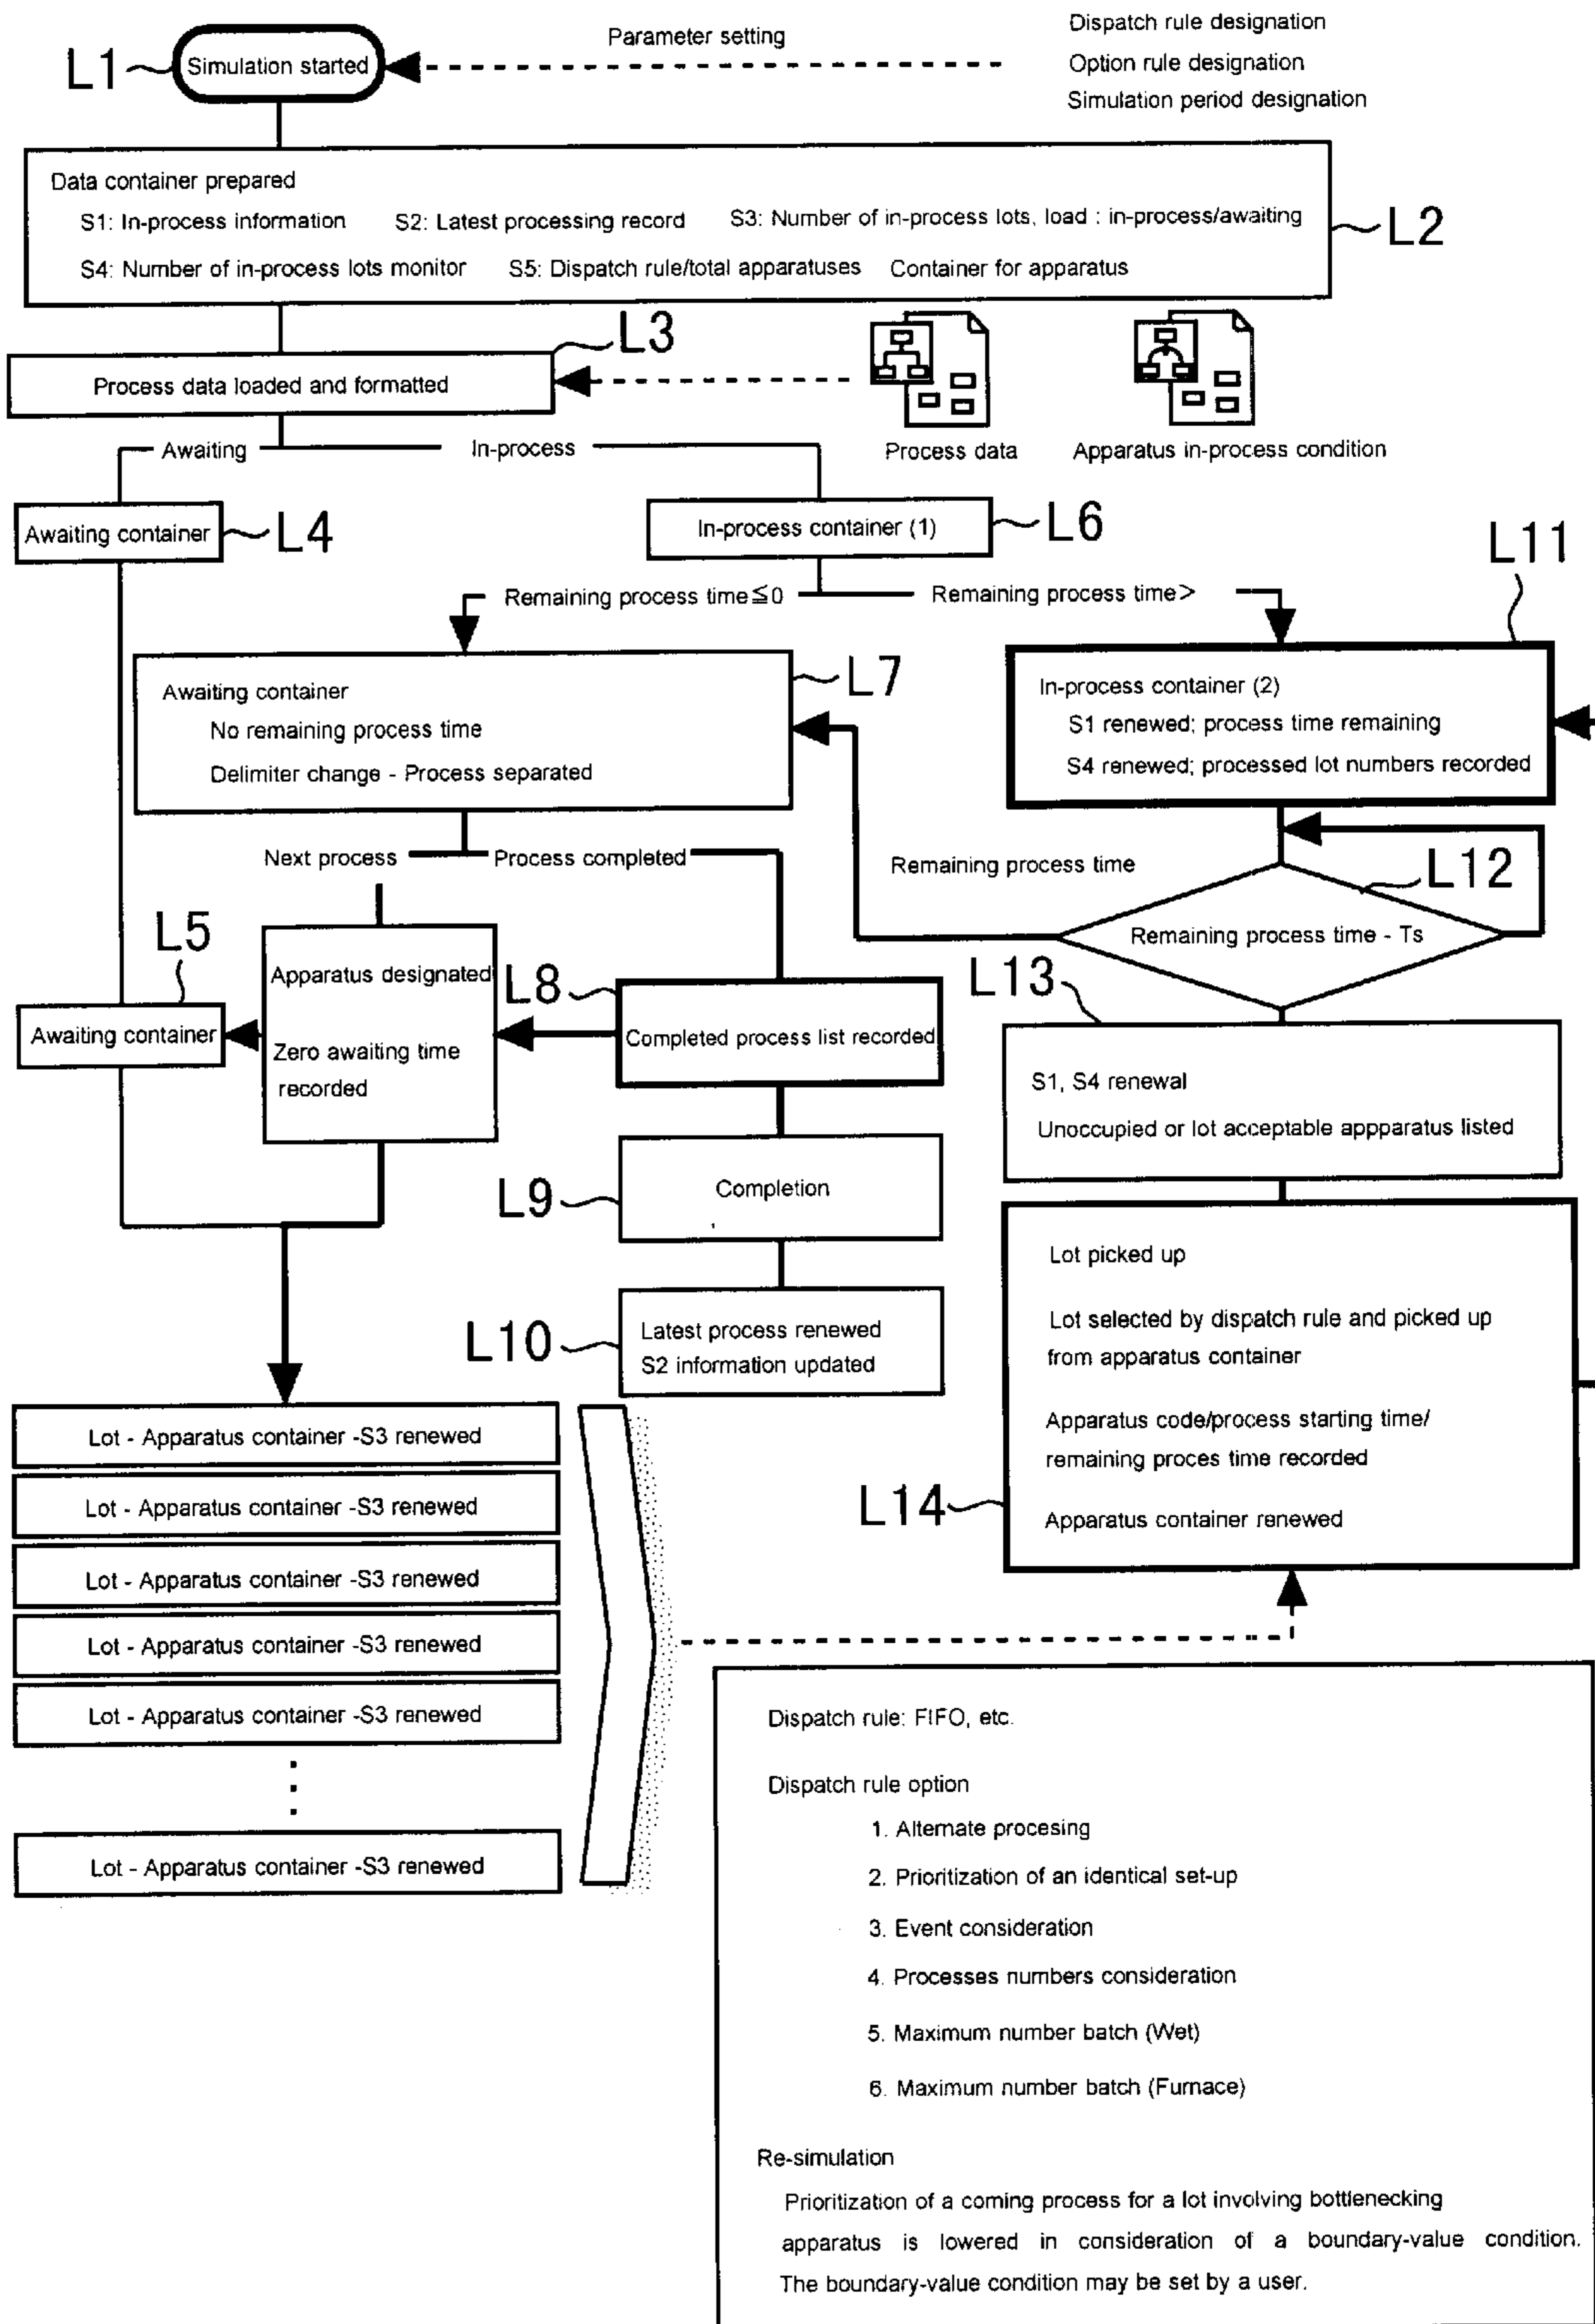 Dispatch rule designation
Parameter setting
L1
Simulation started
Option rule designation
Simulation period designation
Data container prepared
S1: In-process information
S2: Latest processing record
S3: Number of in-process lots, load : in-process/awaiting
L2
S4: Number of in-process lots monitor
S5: Dispatch rule/total apparatuses
Container for apparatus
L3
Process data loaded and formatted
Awaiting
In-process
Process data
Apparatus in-process condition
Awaiting container
L4
In-process container (1)
L6
L11
Remaining process time≦0
Remaining process time>
L7
Awaiting container
No remaining process time
Delimiter change - Process separated
In-process container (2)
S1 renewed; process time remaining
S4 renewed; processed lot numbers recorded
Next process
Process completed
Remaining process time
L12
Remaining process time - Ts
L5
Awaiting container
Apparatus designated
Zero awaiting time
recorded
L8
Completed process list recorded
L13
S1, S4 renewal
Unoccupied or lot acceptable appparatus listed
L9
Completion
L10
Latest process renewed
S2 information updated
Lot picked up
Lot selected by dispatch rule and picked up
from apparatus container
Apparatus code/process starting time/
remaining proces time recorded
L14
Apparatus container renewed
Lot - Apparatus container -S3 renewed
Lot - Apparatus container -S3 renewed
Lot - Apparatus container -S3 renewed
Lot - Apparatus container -S3 renewed
Lot - Apparatus container -S3 renewed
Lot - Apparatus container -S3 renewed
Dispatch rule: FIFO, etc.
Dispatch rule option
1. Alternate procesing
2. Prioritization of an identical set-up
3. Event consideration
4. Processes numbers consideration
5. Maximum number batch (Wet)
6. Maximum number batch (Furnace)
Re-simulation
Prioritization of a coming process for a lot involving bottlenecking
apparatus is lowered in consideration of a boundary-value condition.
The boundary-value condition may be set by a user.